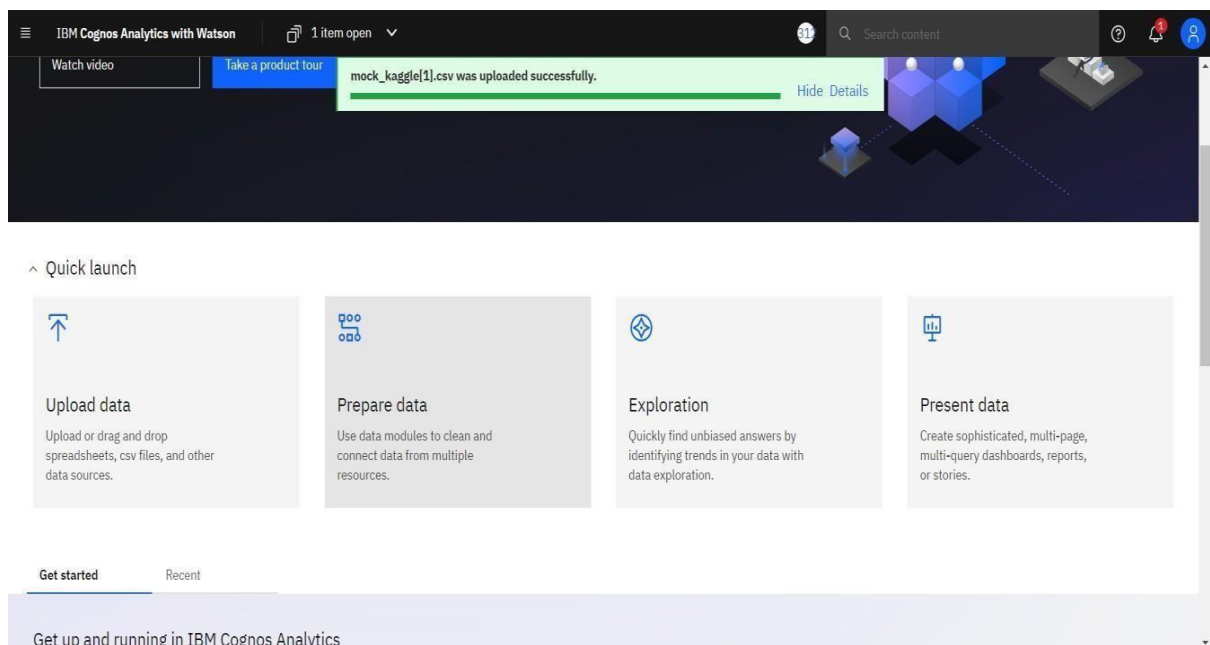 IBM Cognos Analytics with Watson
1 item open
Search content
1
Watch video
Take a product tour
mock_kaggle[1].csv was uploaded successfully.
Hide Details
Quick launch
Upload data
Upload or drag and drop
spreadsheets, csv files, and other
data sources.
Prepare data
Use data modules to clean and
connect data from multiple
resources.
Exploration
Quickly find unbiased answers by
identifying trends in your data with
data exploration.
Present data
Create sophisticated, multi-page,
multi-query dashboards, reports,
or stories.
Get started
Recent
Get up and running in IBM Cognos Analytics